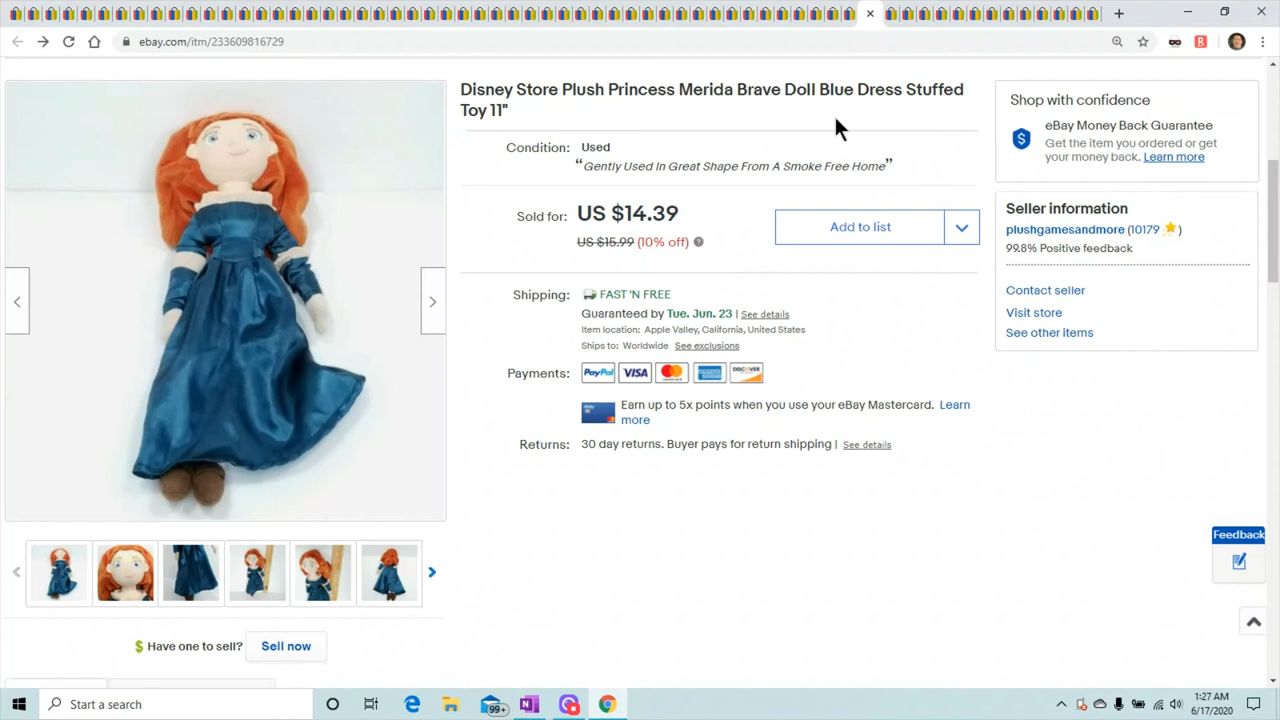 ebay.com/itm/233609816729
R
Disney Store Plush Princess Merida Brave Doll Blue Dress Stuffed
Toy 11"
Condition: Used
“Gently Used In Great Shape From A Smoke Free Home”
Sold for: US $14.39
US $15.99 (10% off) ?
Add to list
Shipping: FAST 'N FREE
Guaranteed by Tue. Jun. 23 | See details
Item location: Apple Valley, California, United States
Ships to: Worldwide See exclusions
Payments: PayPal VISA MasterCard AMERICAN EXPRESS DISCOVER
Earn up to 5x points when you use your eBay Mastercard. Learn
more
Returns: 30 day returns. Buyer pays for return shipping | See details
Shop with confidence
eBay Money Back Guarantee
Get the item you ordered or get
your money back. Learn more
Seller information
plushgamesandmore (10179 )
99.8% Positive feedback
Contact seller
Visit store
See other items
Feedback
Have one to sell? Sell now
Start a search
99+
1:27 AM
6/17/2020